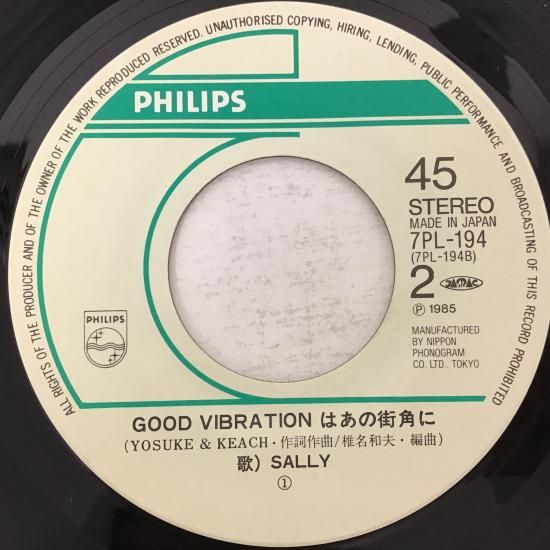 ALL RIGHTS OF THE PRODUCER AND OF THE OWNER OF THE WORK REPRODUCED RESERVED. UNAUTHORISED COPYING, HIRING, LENDING, PUBLIC PERFORMANCE AND BROADCASTING OF THIS RECORD PROHIBITED
PHILIPS
45
STEREO
MADE IN JAPAN
7PL-194
(7PL-194B)
2 JASRAC
℗ 1985
PHILIPS
MANUFACTURED
BY NIPPON
PHONOGRAM
CO. LTD., TOKYO
GOOD VIBRATION はあの街角に
(YOSUKE & KEACH・作詞作曲/椎名和夫・編曲)
歌) SALLY
①